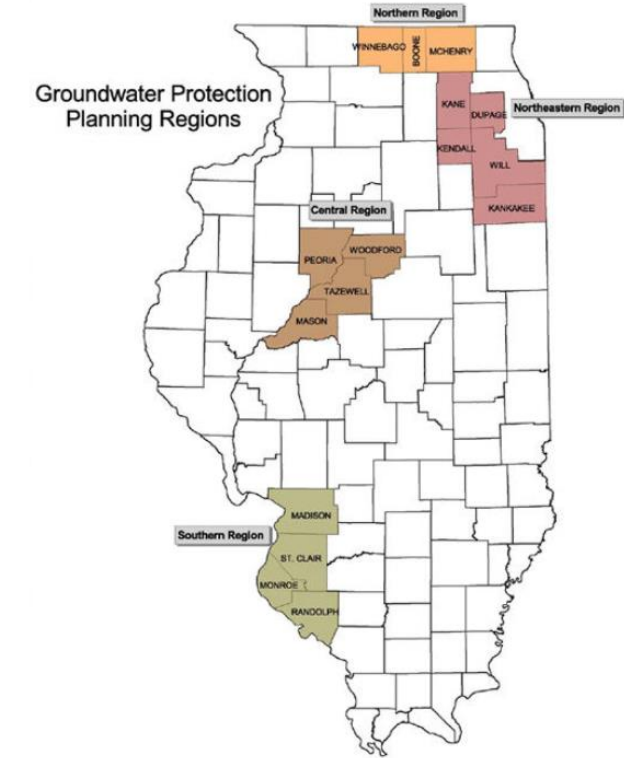 Northern Region
WINNEBAGO
BOONE
MCHENRY
Groundwater Protection
Planning Regions
KANE
DUPAGE
Northeastern Region
KENDALL
WILL
KANKAKEE
Central Region
PEORIA
WOODFORD
TAZEWELL
MASON
MADISON
Southern Region
ST. CLAIR
MONROE
RANDOLPH